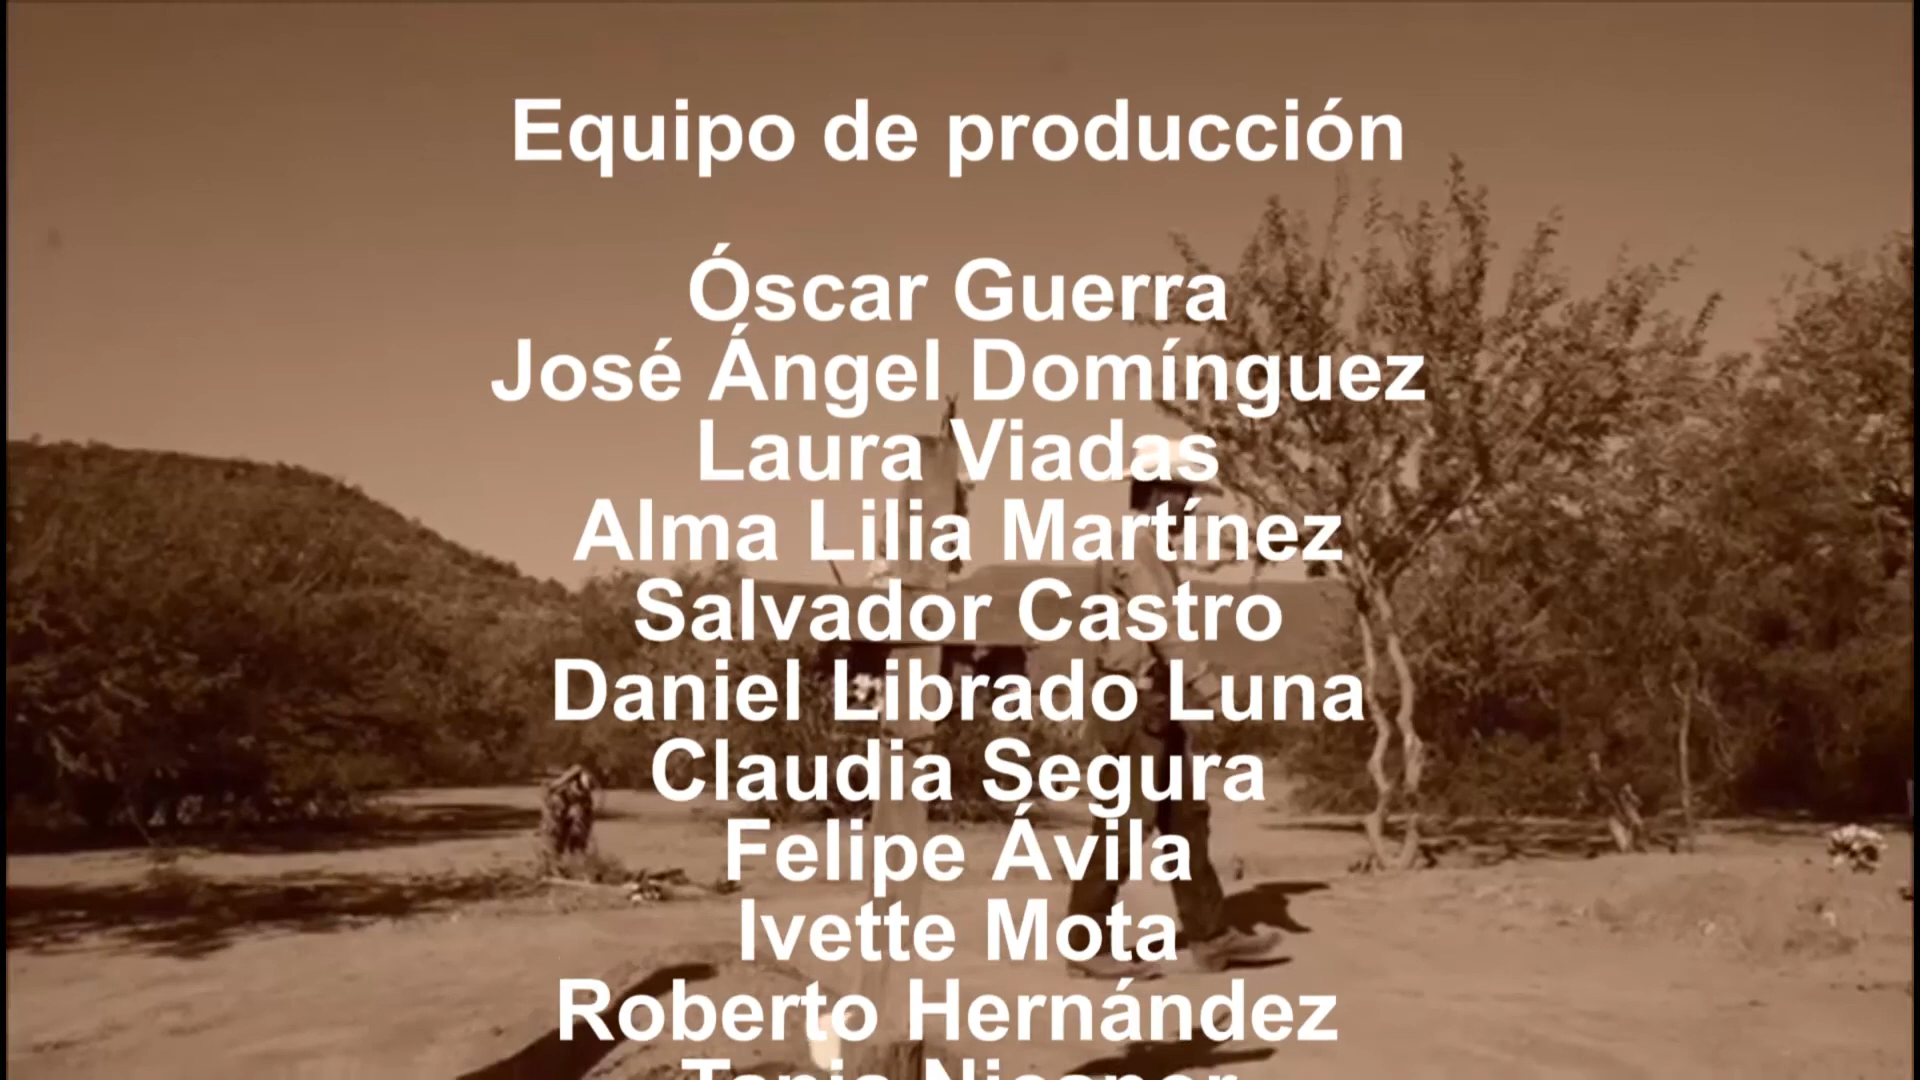 Equipo de producción
Óscar Guerra
José Ángel Domínguez
Laura Viadas
Alma Lilia Martínez
Salvador Castro
Daniel Librado Luna
Claudia Segura
Felipe Ávila
Ivette Mota
Roberto Hernández